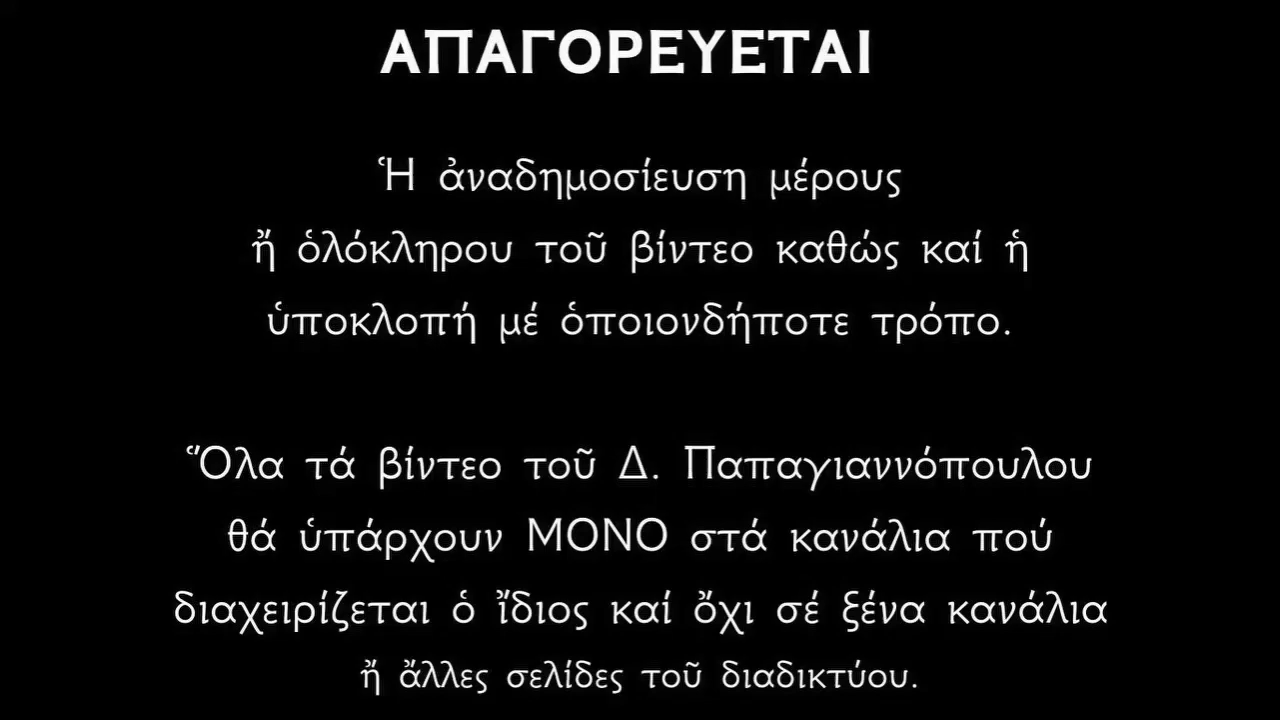 ΑΠΑΓΟΡΕΥΕΤΑΙ
Ἡ ἀναδημοσίευση μέρους
ἤ ὁλόκληρου τοῦ βίντεο καθώς καί ἡ
ὑποκλοπή μέ ὁποιονδήποτε τρόπο.
Ὅλα τά βίντεο τοῦ Δ. Παπαγιαννόπουλου
θά ὑπάρχουν ΜΟΝΟ στά κανάλια πού
διαχειρίζεται ὁ ἴδιος καί ὄχι σέ ξένα κανάλια
ἤ ἄλλες σελίδες τοῦ διαδικτύου.